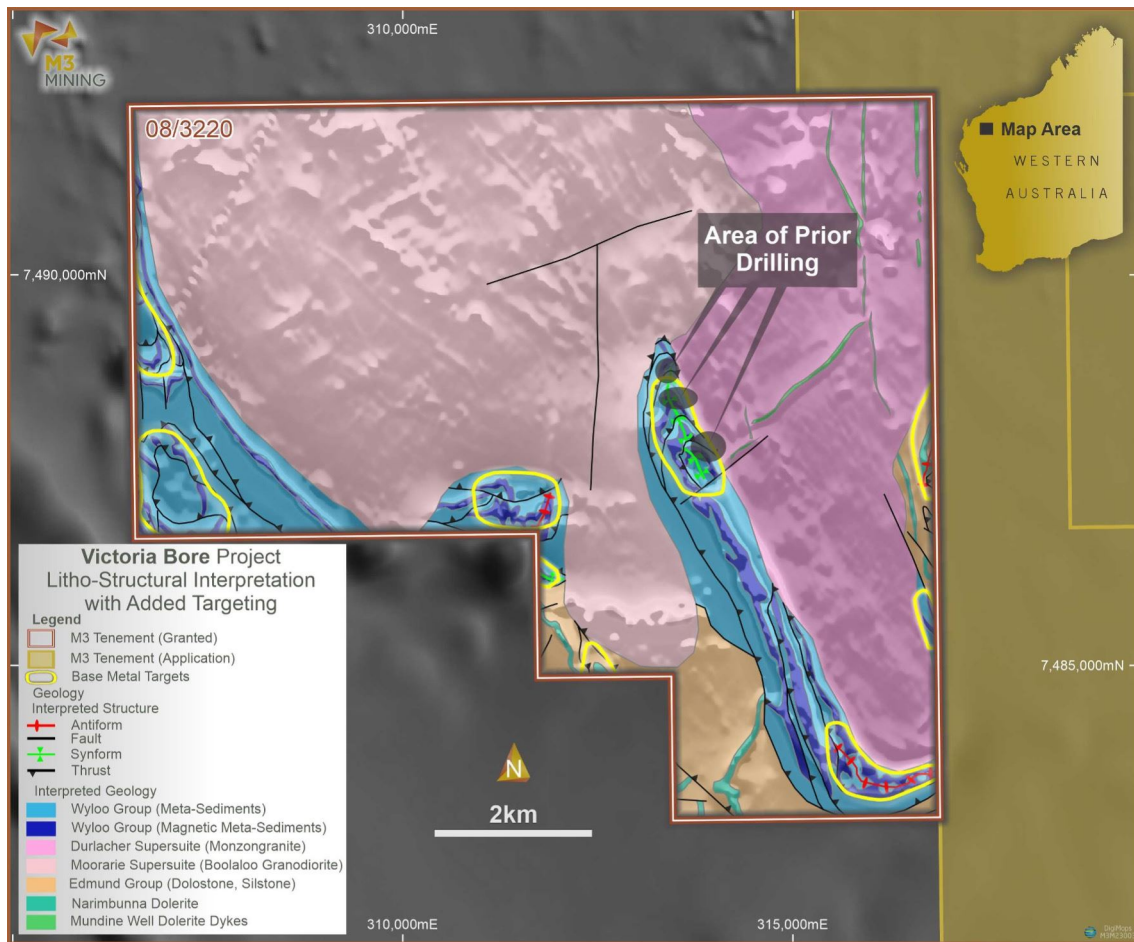 M3
MINING
310,000mE
315,000mE
08/3220
Map Area
WESTERN
AUSTRALIA
Area of Prior
Drilling
7,490,000mN
7,485,000mN
Victoria Bore Project
Litho-Structural Interpretation
with Added Targeting
Legend
M3 Tenement (Granted)
M3 Tenement (Application)
Base Metal Targets
Geology
Interpreted Structure
Antiform
Fault
Synform
Thrust
Interpreted Geology
Wyloo Group (Meta-Sediments)
Wyloo Group (Magnetic Meta-Sediments)
Durlacher Supersuite (Monzongranite)
Moorarie Supersuite (Boolaloo Granodiorite)
Edmund Group (Dolostone, Silstone)
Narimbunna Dolerite
Mundine Well Dolerite Dykes
N
2km
310,000mE
315,000mE
DigiMaps